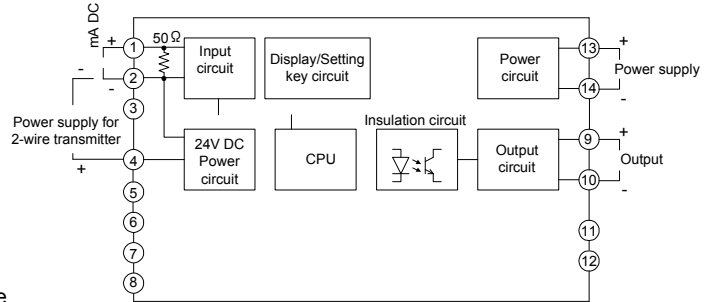 mA DC
+
-
1
2
50 Ω
Input
circuit
Display/Setting
key circuit
Power
circuit
13
14
+
Power supply
-
-
Power supply for
2-wire transmitter
+
3
4
24V DC
Power
circuit
CPU
Insulation circuit
Output
circuit
9
10
+
Output
-
5
6
7
8
11
12
e